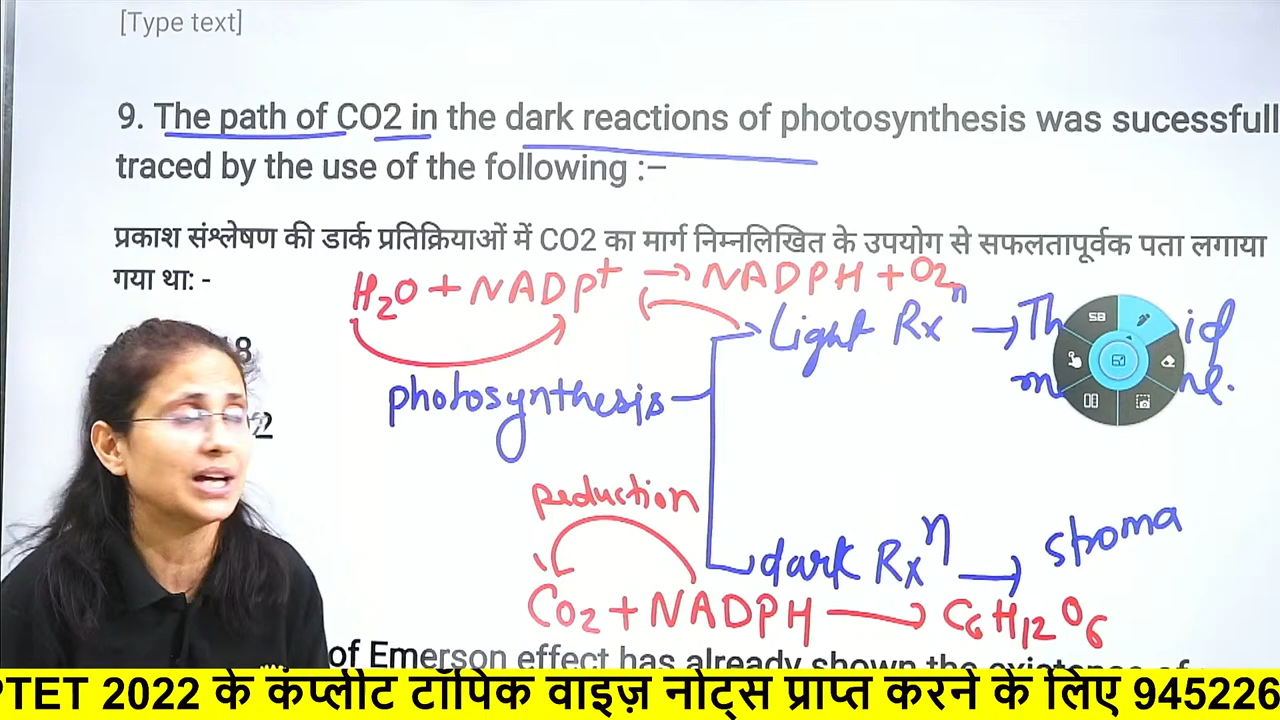 [Type text]
9. The path of CO2 in the dark reactions of photosynthesis was sucessfull
traced by the use of the following :–
प्रकाश संश्लेषण की डार्क प्रतिक्रियाओं में CO2 का मार्ग निम्नलिखित के उपयोग से सफलतापूर्वक पता लगाया
गया था: -
H2O + NADP+ → NADPH + O2
Light Rxn →
photosynthesis
reduction
dark Rxn → stroma
CO2 + NADPH → C6H12O6
of Emerson effect has already shown the existence of
PTET 2022 के कंप्लीट टॉपिक वाइज़ नोट्स प्राप्त करने के लिए 945226